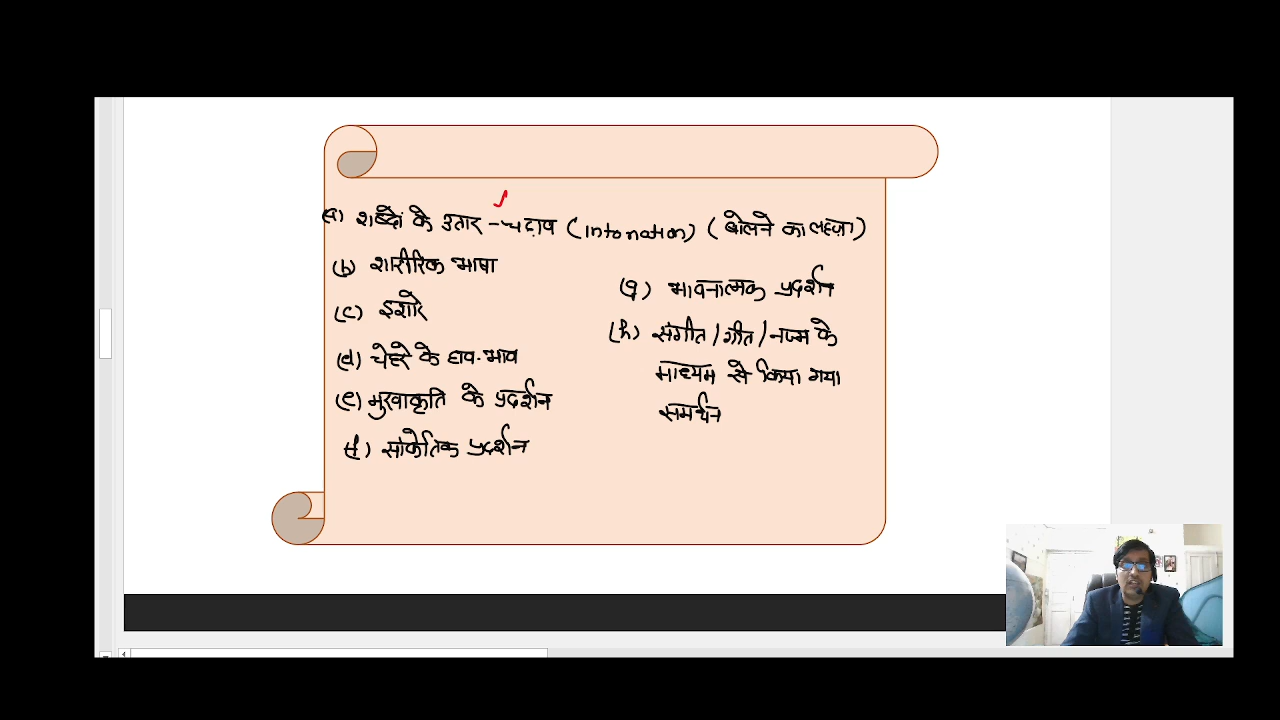 (a) शब्दों के उतार-चढ़ाव (Intonation) (बोलने का लहज़ा)
(b) शारीरिक भाषा
(c) इशारे
(d) चेहरे के हाव-भाव
(e) मुखाकृति के प्रदर्शन
(f) सांकेतिक प्रदर्शन
(g) भावनात्मक प्रदर्शन
(h) संगीत/गीत/नज्म के
माध्यम से किया गया
समर्थन